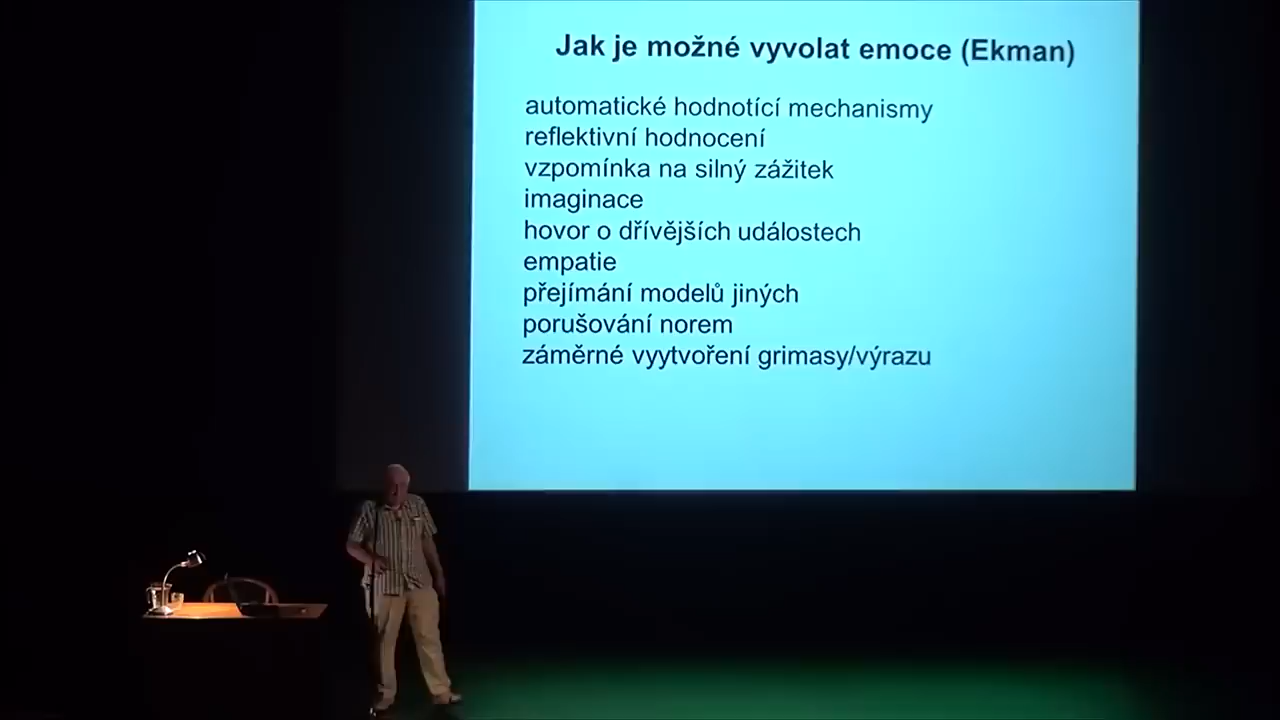 Jak je možné vyvolat emoce (Ekman)
automatické hodnotící mechanismy
reflektivní hodnocení
vzpomínka na silný zážitek
imaginace
hovor o dřívějších událostech
empatie
přejímání modelů jiných
porušování norem
záměrné vyytvoření grimasy/výrazu